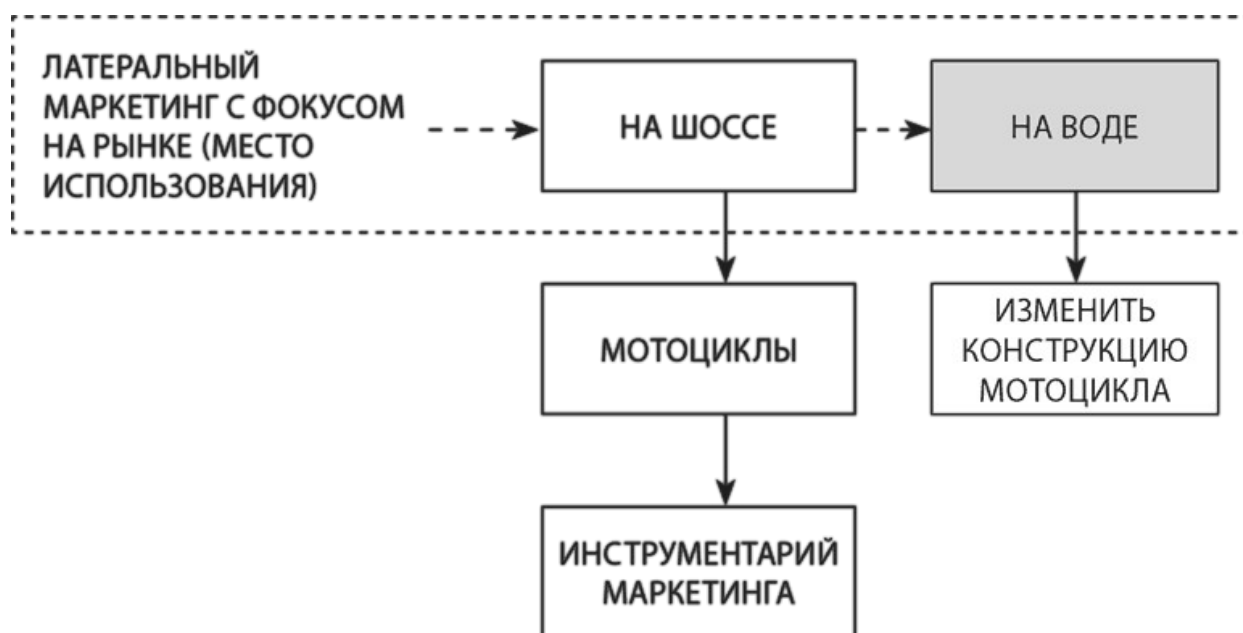 ЛАТЕРАЛЬНЫЙ
МАРКЕТИНГ С ФОКУСОМ
НА РЫНКЕ (МЕСТО
ИСПОЛЬЗОВАНИЯ)
НА ШОССЕ
НА ВОДЕ
МОТОЦИКЛЫ
ИЗМЕНИТЬ
КОНСТРУКЦИЮ
МОТОЦИКЛА
ИНСТРУМЕНТАРИЙ
МАРКЕТИНГА